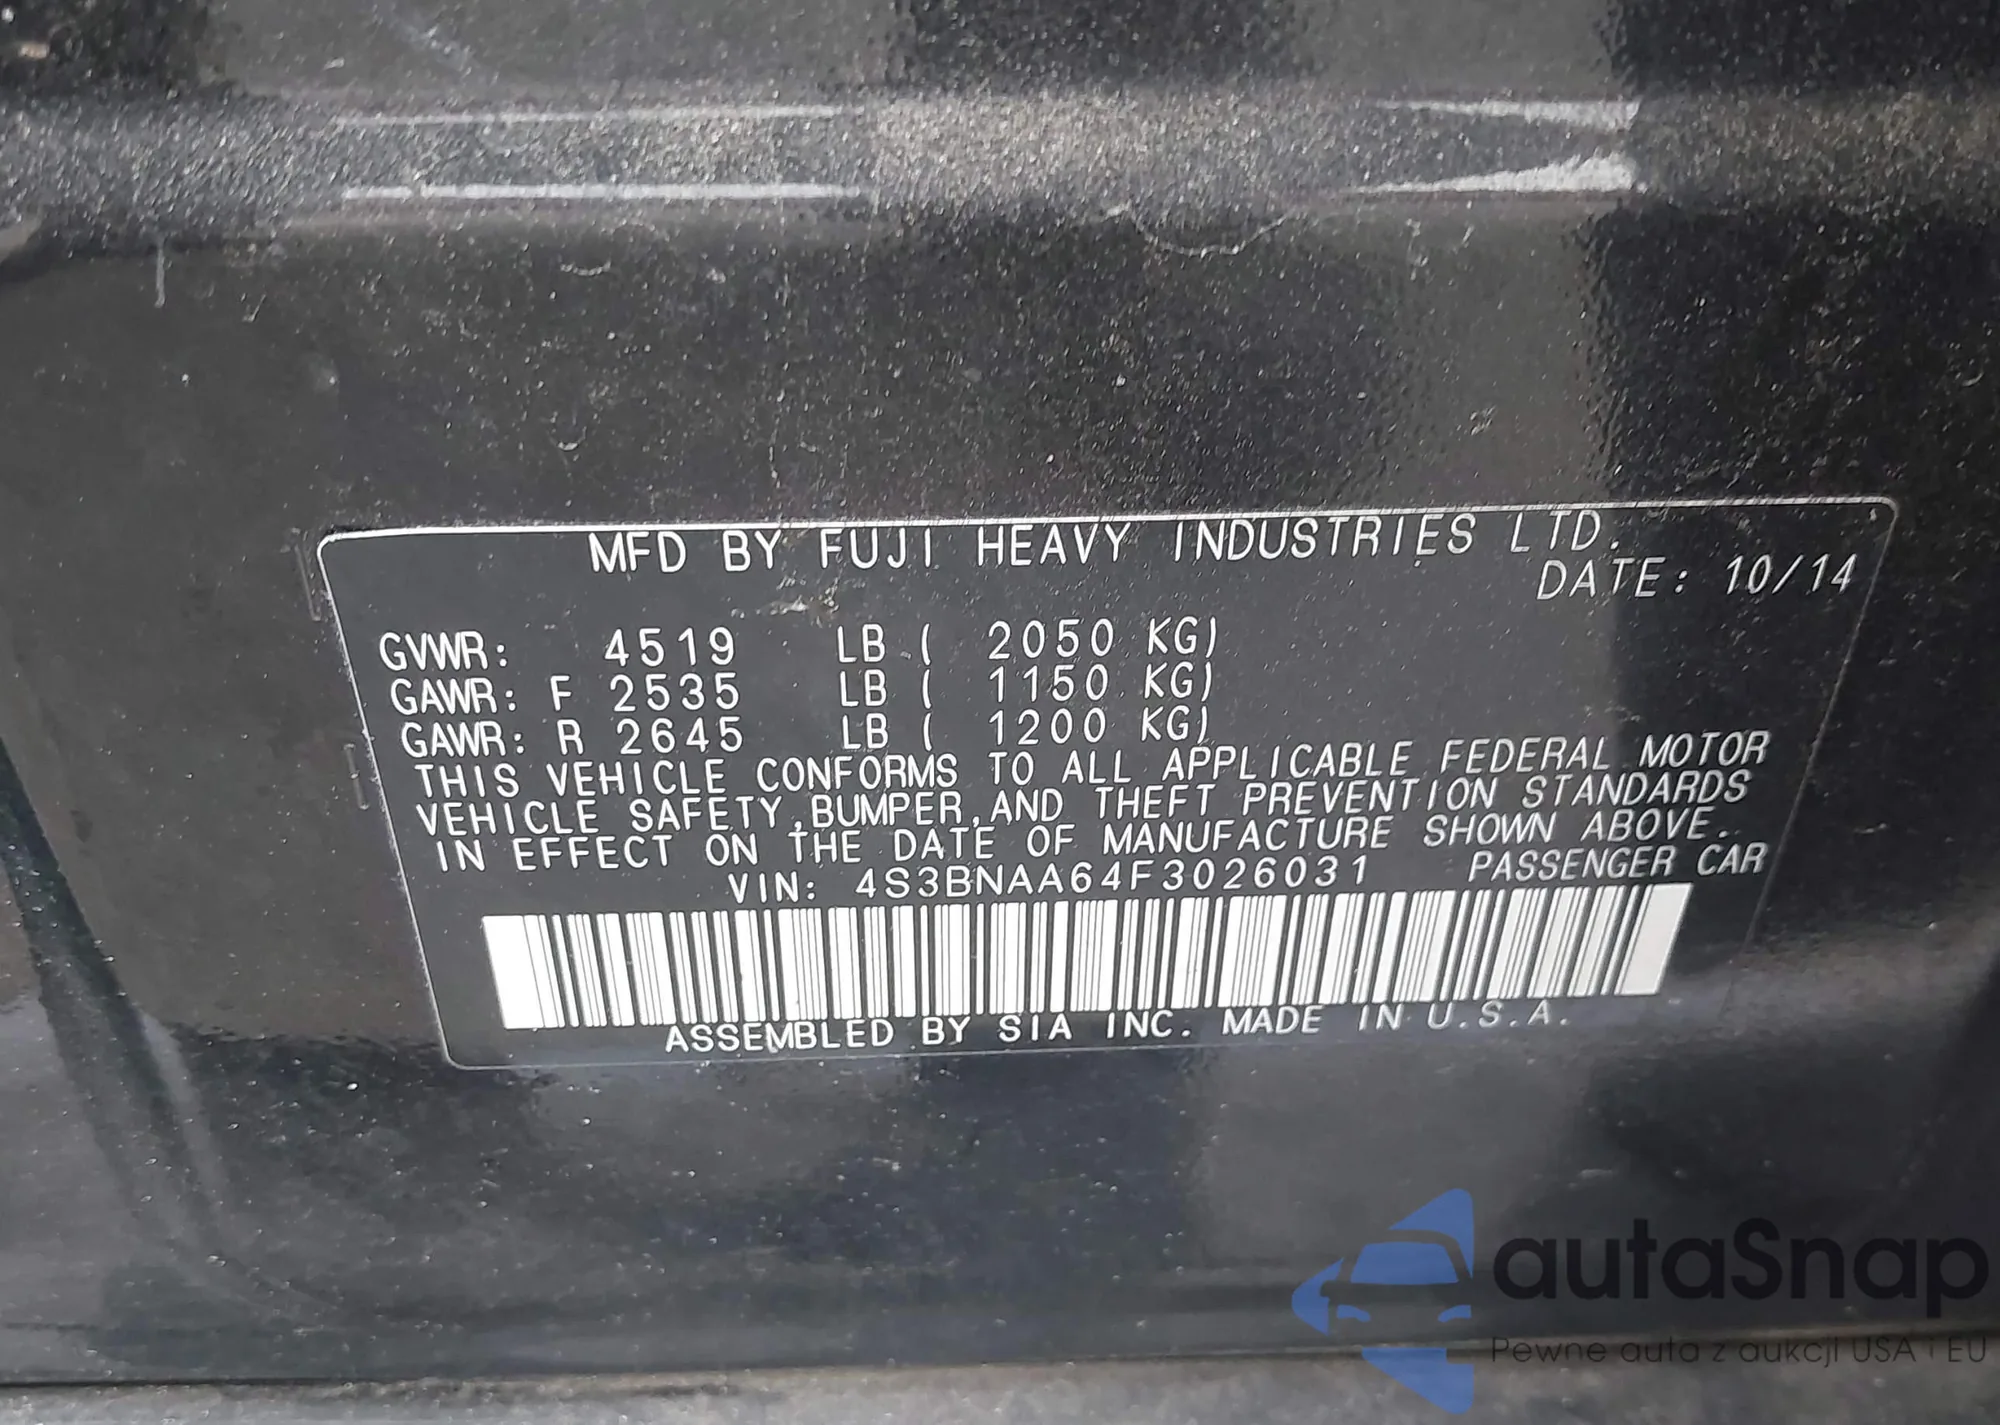 MFD BY FUJI HEAVY INDUSTRIES LTD.
DATE: 10/14
GVWR: 4519 LB ( 2050 KG)
GAWR: F 2535 LB ( 1150 KG)
GAWR: R 2645 LB ( 1200 KG)
THIS VEHICLE CONFORMS TO ALL APPLICABLE FEDERAL MOTOR
VEHICLE SAFETY,BUMPER,AND THEFT PREVENTION STANDARDS
IN EFFECT ON THE DATE OF MANUFACTURE SHOWN ABOVE.
VIN: 4S3BNAA64F3026031 PASSENGER CAR
ASSEMBLED BY SIA INC. MADE IN U.S.A.
autaSnap
Pewne auta z aukcji USA i EU